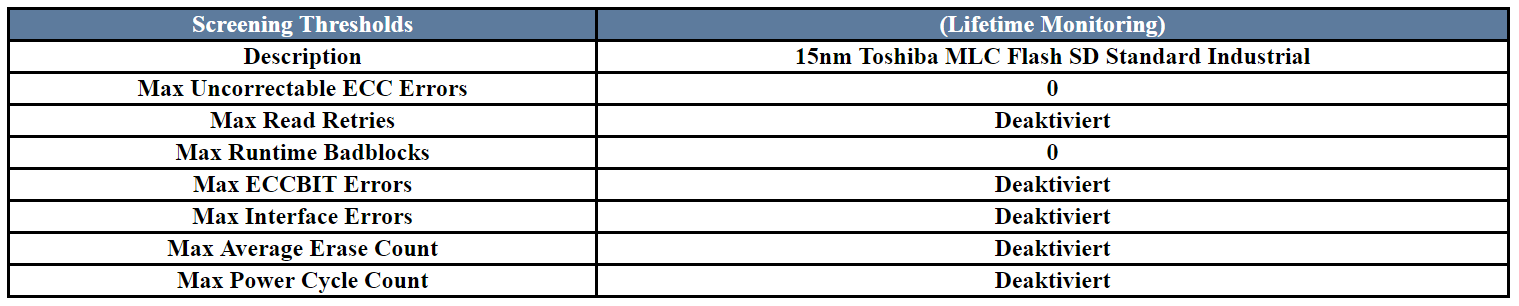 Screening Thresholds (Lifetime Monitoring)
Description 15nm Toshiba MLC Flash SD Standard Industrial
Max Uncorrectable ECC Errors 0
Max Read Retries Deaktiviert
Max Runtime Badblocks 0
Max ECCBIT Errors Deaktiviert
Max Interface Errors Deaktiviert
Max Average Erase Count Deaktiviert
Max Power Cycle Count Deaktiviert